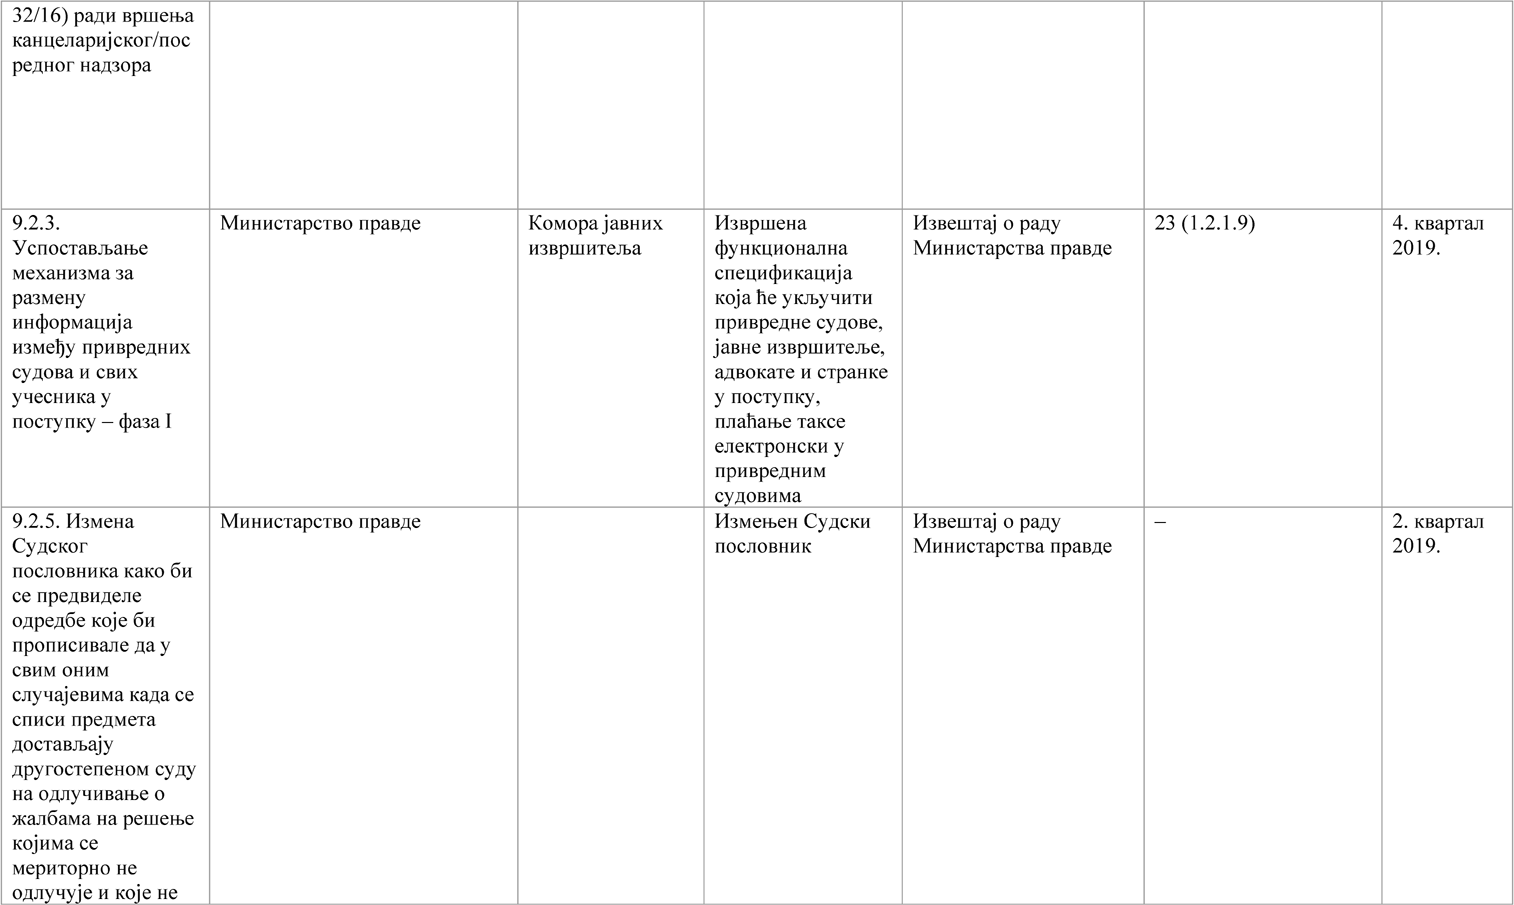 32/16) ради вршења
канцеларијског/пос
редног надзора
9.2.3.
Успостављање
механизма за
размену
информација
између привредних
судова и свих
учесника у
поступку – фаза I
Министарство правде
Комора јавних
извршитеља
Извршена
функционална
спецификација
која ће укључити
привредне судове,
јавне извршитеље,
адвокате и странке
у поступку,
плаћање таксе
електронски у
привредним
судовима
Извештај о раду
Министарства правде
23 (1.2.1.9)
4. квартал
2019.
9.2.5. Измена
Судског
пословника како би
се предвиделе
одредбе које би
прописивале да у
свим оним
случајевима када се
списи предмета
достављају
другостепеном суду
на одлучивање о
жалбама на решење
којима се
мериторно не
одлучује и које не
Министарство правде
Измењен Судски
пословник
Извештај о раду
Министарства правде
–
2. квартал
2019.